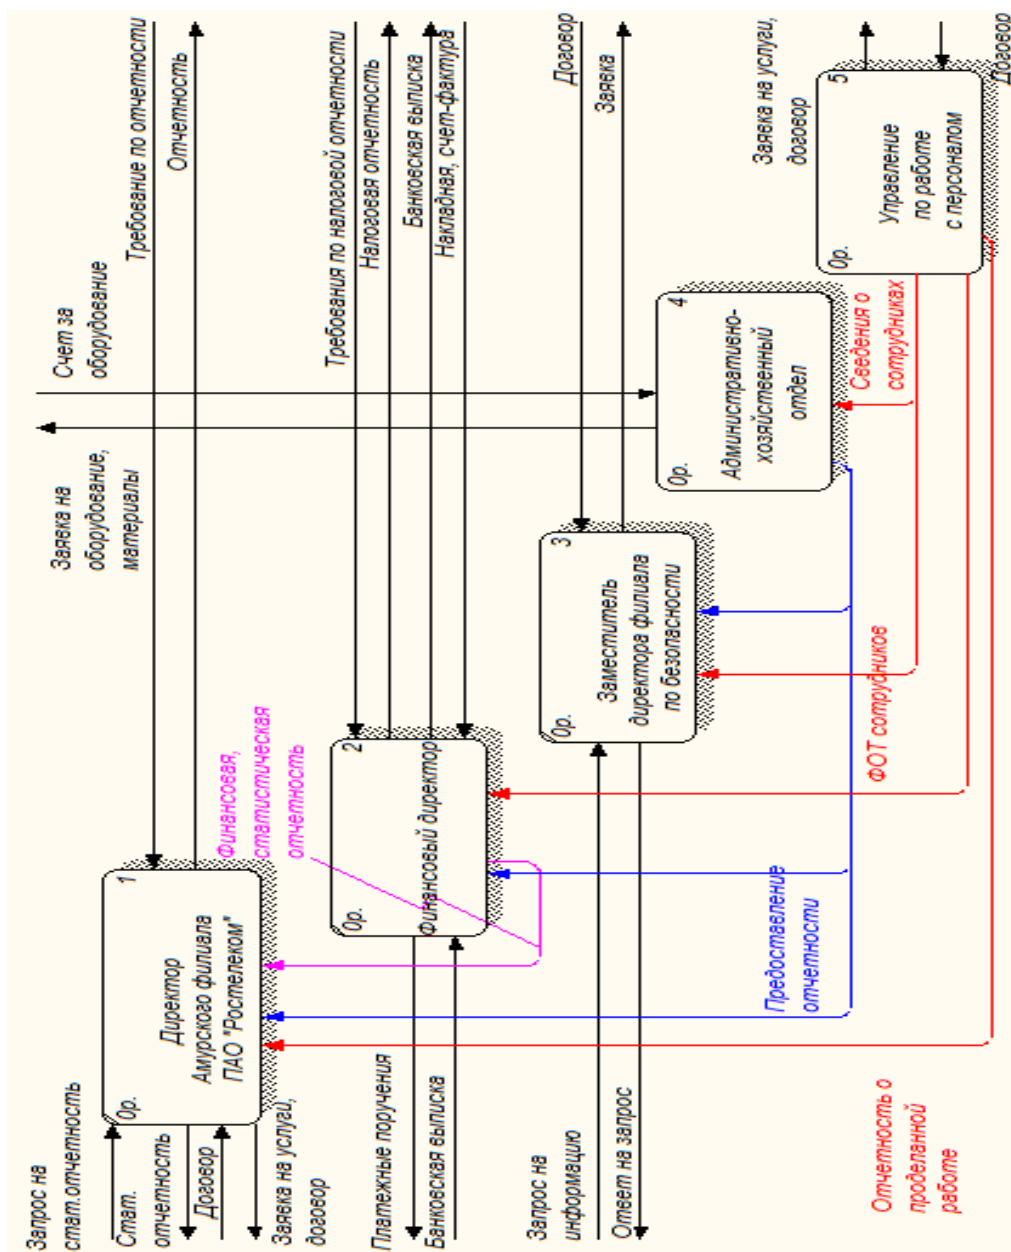 Счет за
оборудование
Заявка на
оборудование,
материалы
Требование по отчетности
Отчетность
Требования по налоговой отчетности
Налоговая отчетность
Банковская выписка
Накладная, счет-фактура
Договор
Заявка
Заявка на услуги,
договор
Договор
Запрос на
стат.отчетность
Стат.
отчетность
Договор
Заявка на услуги,
договор
0р.
1
Директор
Амурского филиала
ПАО "Ростелеком"
Финансовая,
статистическая
отчетность
Платежные поручения
Банковская выписка
0р.
2
Финансовый директор
Запрос на
информацию
Ответ на запрос
0р.
3
Заместитель
директора филиала
по безопасности
0р.
4
Административно-
хозяйственный
отдел
0р.
5
Управление
по работе
с персоналом
Сведения о
сотрудниках
ФОТ сотрудников
Предоставление
отчетности
Отчетность о
проделанной
работе